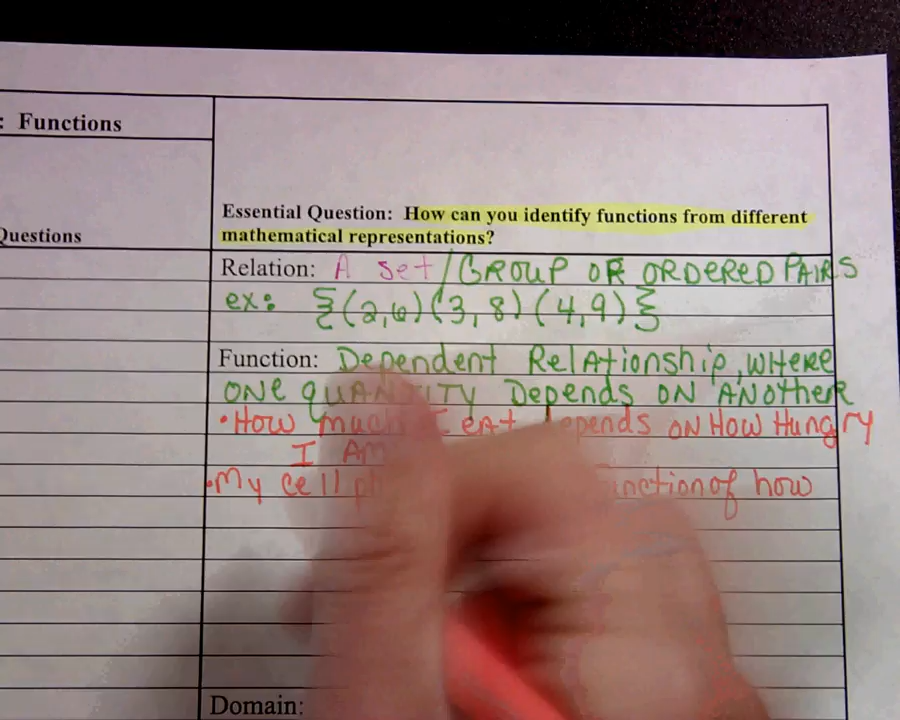 : Functions
Essential Question: How can you identify functions from different
mathematical representations?
Questions
Relation: A set/GROUP OR ORDERED PAIRS
ex: {(2,6)(3,8)(4,9)}
Function: Dependent RelAtionship, wHeRe
ONe quANTITY Depends ON ANotheR
• How much I eAt depends ON How Hungry
I Am
• My cell function of how
Domain: